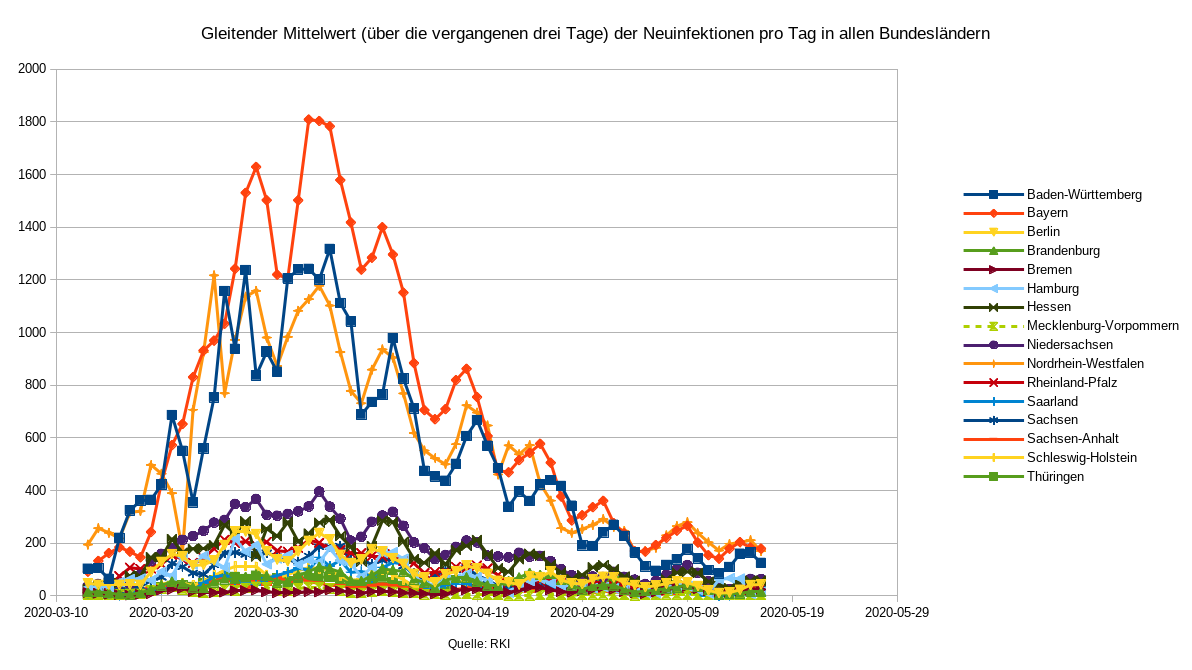 Gleitender Mittelwert (über die vergangenen drei Tage) der Neuinfektionen pro Tag in allen Bundesländern
2000
1800
1600
1400
1200
1000
800
600
400
200
0
2020-03-10 2020-03-20 2020-03-30 2020-04-09 2020-04-19 2020-04-29 2020-05-09 2020-05-19 2020-05-29
Quelle: RKI
Baden-Württemberg
Bayern
Berlin
Brandenburg
Bremen
Hamburg
Hessen
Mecklenburg-Vorpommern
Niedersachsen
Nordrhein-Westfalen
Rheinland-Pfalz
Saarland
Sachsen
Sachsen-Anhalt
Schleswig-Holstein
Thüringen